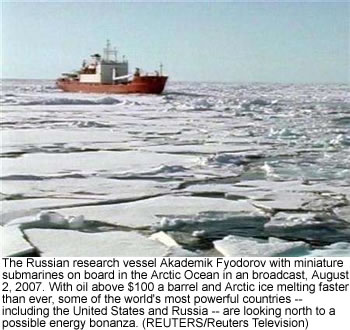 The Russian research vessel Akademik Fyodorov with miniature
submarines on board in the Arctic Ocean in an broadcast, August
2, 2007. With oil above $100 a barrel and Arctic ice melting faster
than ever, some of the world's most powerful countries --
including the United States and Russia -- are looking north to a
possible energy bonanza. (REUTERS/Reuters Television)